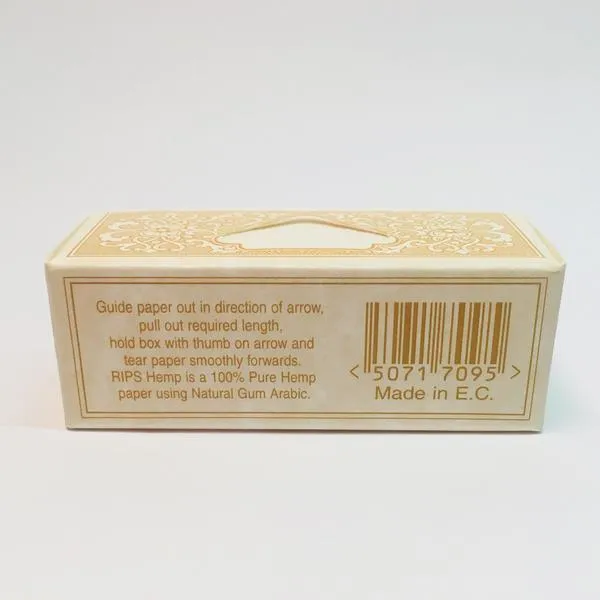 Guide paper out in direction of arrow,
pull out required length,
hold box with thumb on arrow and
tear paper smoothly forwards.
RIPS Hemp is a 100% Pure Hemp
paper using Natural Gum Arabic.
< 5071 7095 >
Made in E.C.